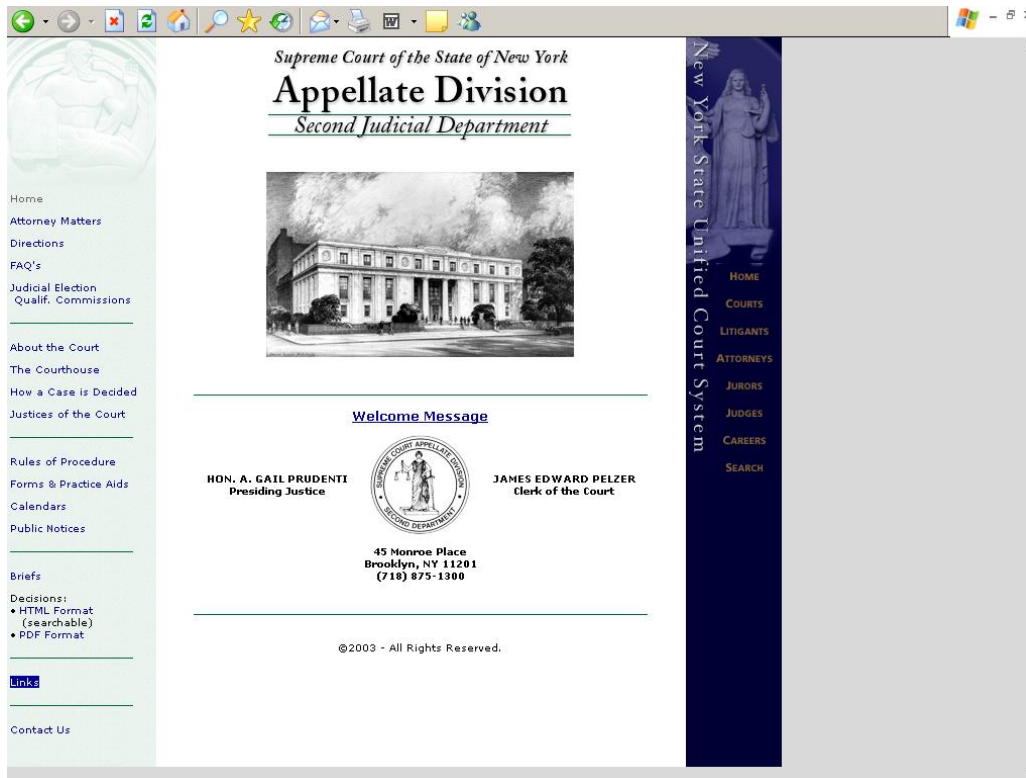 Supreme Court of the State of New York
Appellate Division
Second Judicial Department
Home
Attorney Matters
Directions
FAQ's
Judicial Election
Qualif. Commissions
About the Court
The Courthouse
How a Case is Decided
Justices of the Court
Rules of Procedure
Forms & Practice Aids
Calendars
Public Notices
Briefs
Decisions:
• HTML Format
(searchable)
• PDF Format
Links
Contact Us
Welcome Message
HON. A. GAIL PRUDENTI
Presiding Justice
SUPREME COURT APPELLATE DIVISION
SECOND DEPARTMENT
JAMES EDWARD PELZER
Clerk of the Court
45 Monroe Place
Brooklyn, NY 11201
(718) 875-1300
©2003 - All Rights Reserved.
New York State Unified Court System
HOME
COURTS
LITIGANTS
ATTORNEYS
JURORS
JUDGES
CAREERS
SEARCH